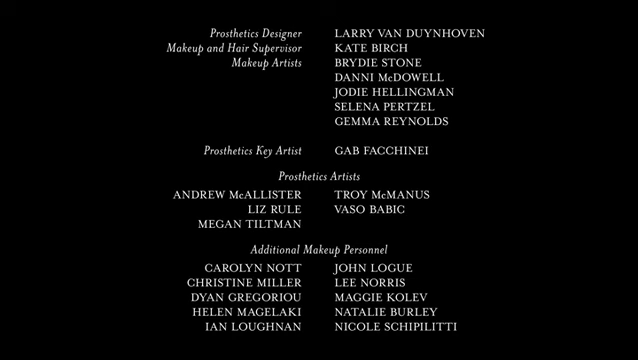 Prosthetics Designer LARRY VAN DUYNHOVEN
Makeup and Hair Supervisor KATE BIRCH
Makeup Artists BRYDIE STONE
DANNI McDOWELL
JODIE HELLINGMAN
SELENA PERTZEL
GEMMA REYNOLDS
Prosthetics Key Artist GAB FACCHINEI
Prosthetics Artists
ANDREW McALLISTER TROY McMANUS
LIZ RULE VASO BABIC
MEGAN TILTMAN
Additional Makeup Personnel
CAROLYN NOTT JOHN LOGUE
CHRISTINE MILLER LEE NORRIS
DYAN GREGORIOU MAGGIE KOLEV
HELEN MAGELAKI NATALIE BURLEY
IAN LOUGHNAN NICOLE SCHIPILITTI